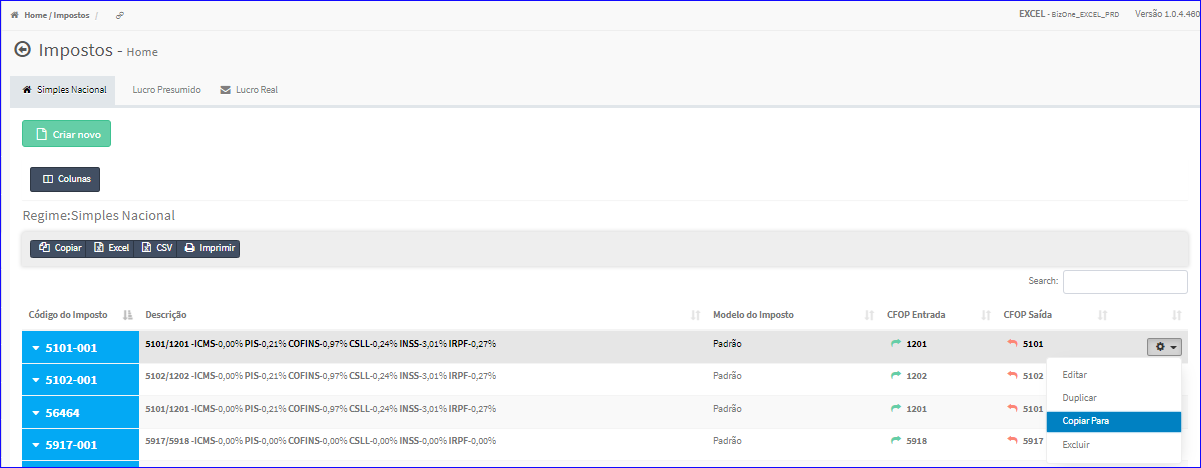 Home / Impostos /
EXCEL - BizOne_EXCEL_PRD Versão 1.0.4.460
Impostos - Home
Simples Nacional Lucro Presumido Lucro Real
Criar novo
Colunas
Regime:Simples Nacional
Copiar Excel CSV Imprimir
Search:
Código do Imposto Descrição Modelo do Imposto CFOP Entrada CFOP Saída
5101-001 5101/1201 -ICMS-0,00% PIS-0,21% COFINS-0,97% CSLL-0,24% INSS-3,01% IRPF-0,27% Padrão 1201 5101
5102-001 5102/1202 -ICMS-0,00% PIS-0,21% COFINS-0,97% CSLL-0,24% INSS-3,01% IRPF-0,27% Padrão 1202 5102
Editar
Duplicar
56464 5101/1201 -ICMS-0,00% PIS-0,21% COFINS-0,97% CSLL-0,24% INSS-3,01% IRPF-0,27% Padrão 1201 5101
Copiar Para
5917-001 5917/5918 -ICMS-0,00% PIS-0,00% COFINS-0,00% CSLL-0,00% INSS-0,00% IRPF-0,00% Padrão 5918 5917
Excluir